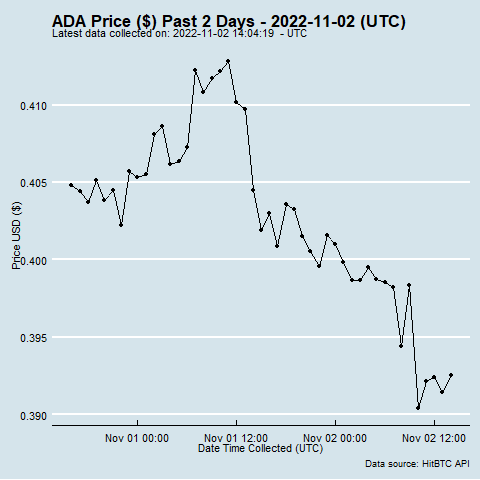 ADA Price ($) Past 2 Days - 2022-11-02 (UTC)
Latest data collected on: 2022-11-02 14:04:19 - UTC
0.410
0.405
0.400
0.395
0.390
Price USD ($)
Nov 01 00:00 Nov 01 12:00 Nov 02 00:00 Nov 02 12:00
Date Time Collected (UTC)
Data source: HitBTC API